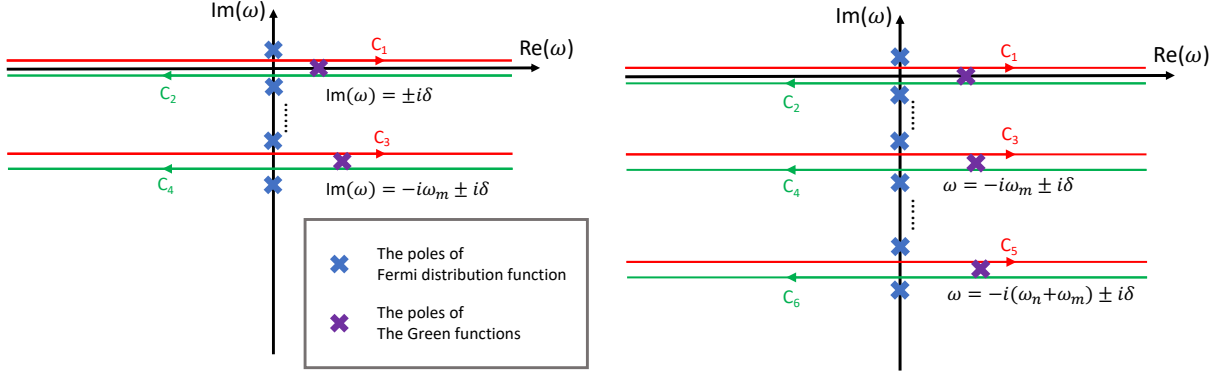 Im(ω)
C₁
Re(ω)
C₂
Im(ω) = ±iδ
C₃
C₄
Im(ω) = −iωₘ ± iδ
The poles of
Fermi distribution function
The poles of
The Green functions
Im(ω)
C₁
Re(ω)
C₂
C₃
C₄
ω = −iωₘ ± iδ
C₅
C₆
ω = −i(ωₙ+ωₘ) ± iδ